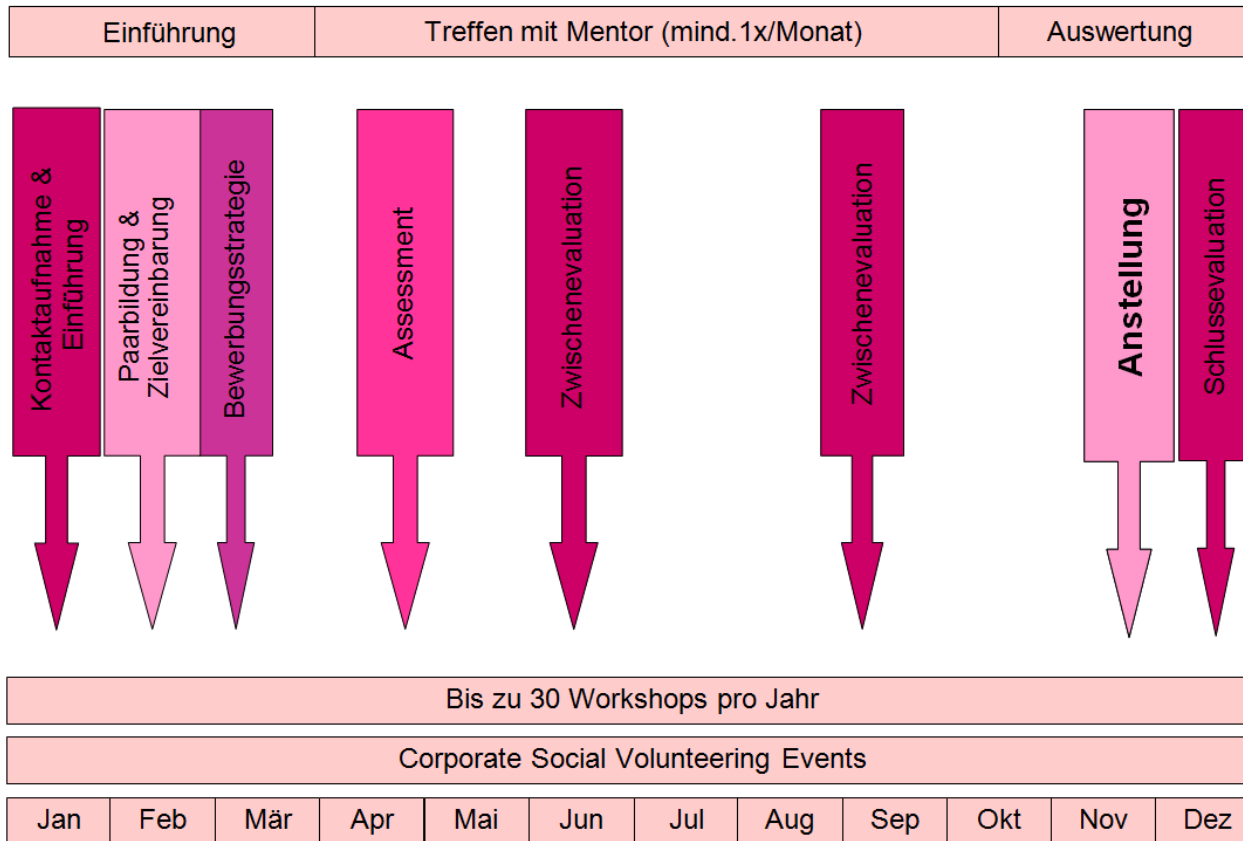 Einführung
Treffen mit Mentor (mind.1x/Monat)
Auswertung
Kontaktaufnahme &
Einführung
Paarbildung &
Zielvereinbarung
Bewerbungsstrategie
Assessment
Zwischenevaluation
Zwischenevaluation
Anstellung
Schlussevaluation
Bis zu 30 Workshops pro Jahr
Corporate Social Volunteering Events
Jan Feb Mär Apr Mai Jun Jul Aug Sep Okt Nov Dez